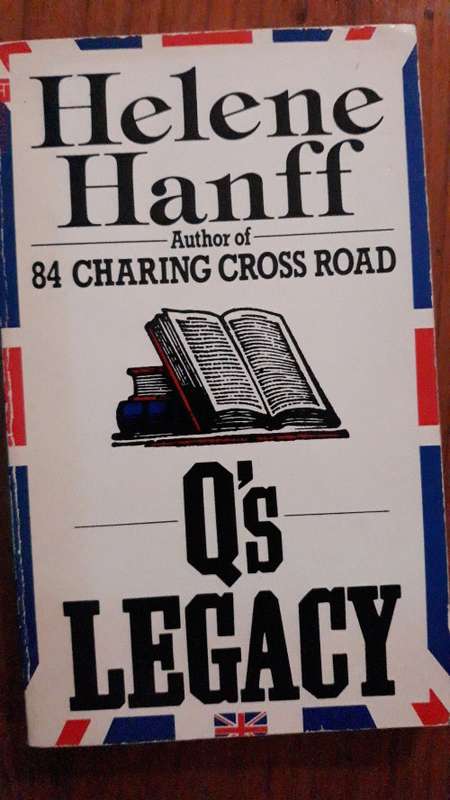 Helene
Hanff
Author of
84 CHARING CROSS ROAD
Q's
LEGACY